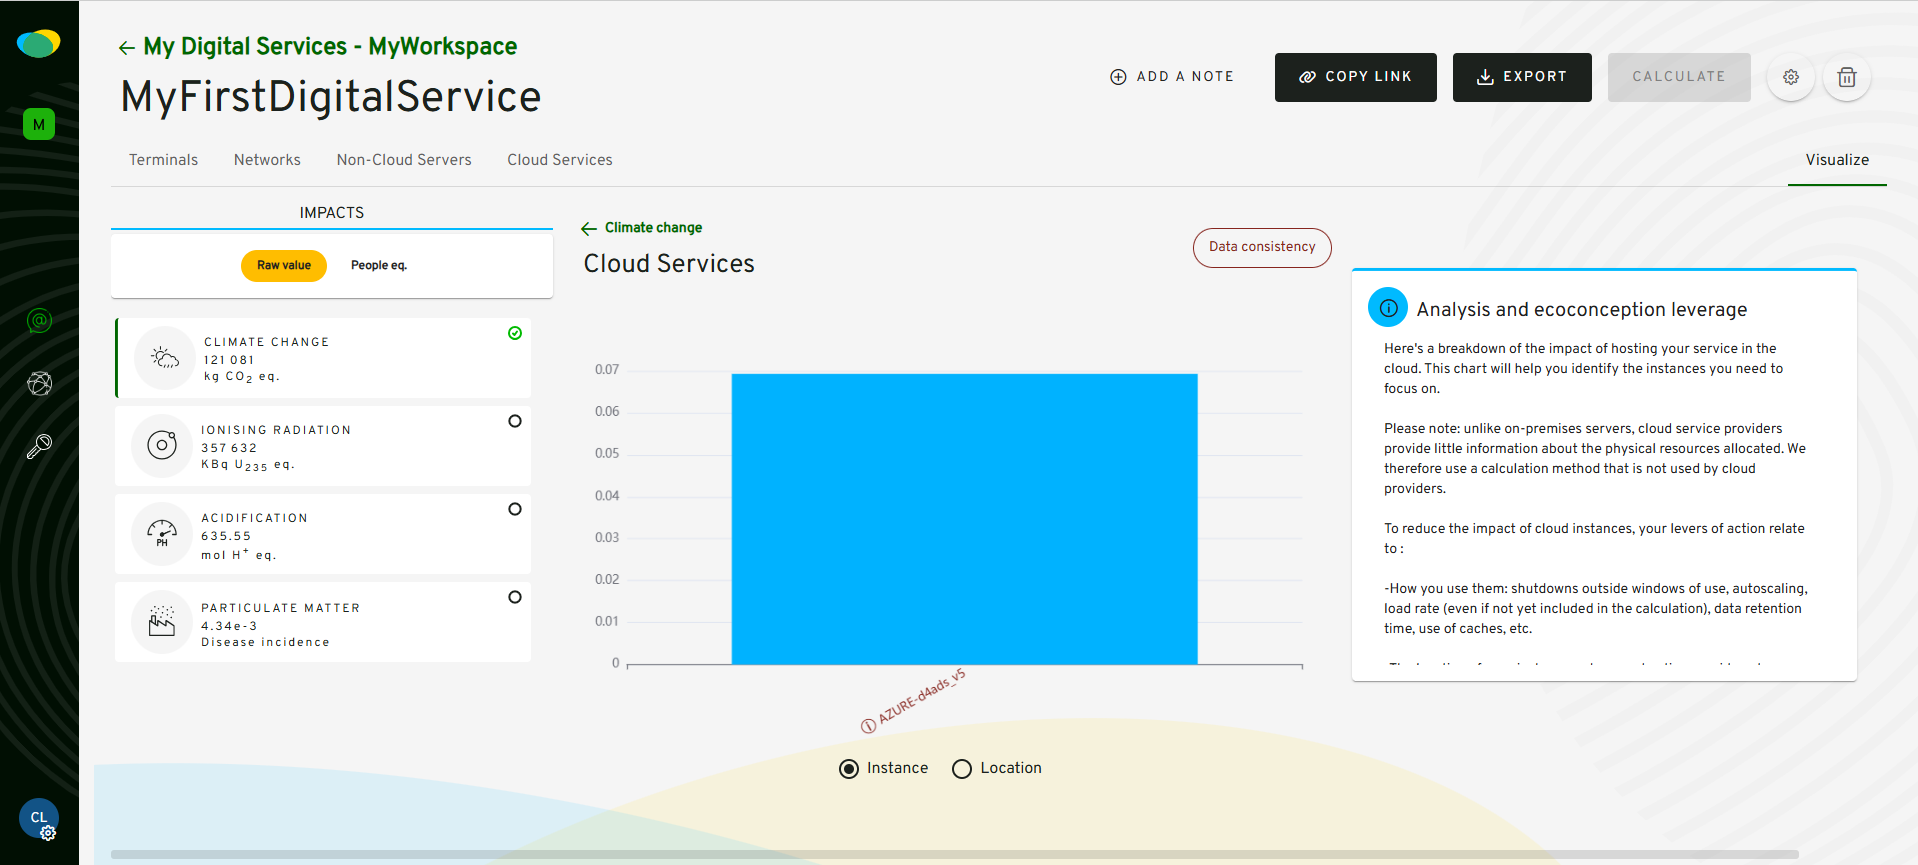 My Digital Services - MyWorkspace
MyFirstDigitalService
ADD A NOTE
COPY LINK
EXPORT
CALCULATE
M
Terminals
Networks
Non-Cloud Servers
Cloud Services
Visualize
IMPACTS
Raw value
People eq.
CLIMATE CHANGE
121 081
kg CO2 eq.
IONISING RADIATION
357 632
KBq U235 eq.
ACIDIFICATION
635.55
mol H+ eq.
PH
PARTICULATE MATTER
4.34e-3
Disease incidence
Climate change
Cloud Services
Data consistency
0.07
0.06
0.05
0.04
0.03
0.02
0.01
0
AZURE-d4ads_v5
Instance
Location
Analysis and ecoconception leverage
Here's a breakdown of the impact of hosting your service in the
cloud. This chart will help you identify the instances you need to
focus on.
Please note: unlike on-premises servers, cloud service providers
provide little information about the physical resources allocated. We
therefore use a calculation method that is not used by cloud
providers.
To reduce the impact of cloud instances, your levers of action relate
to :
-How you use them: shutdowns outside windows of use, autoscaling,
load rate (even if not yet included in the calculation), data retention
time, use of caches, etc.
CL